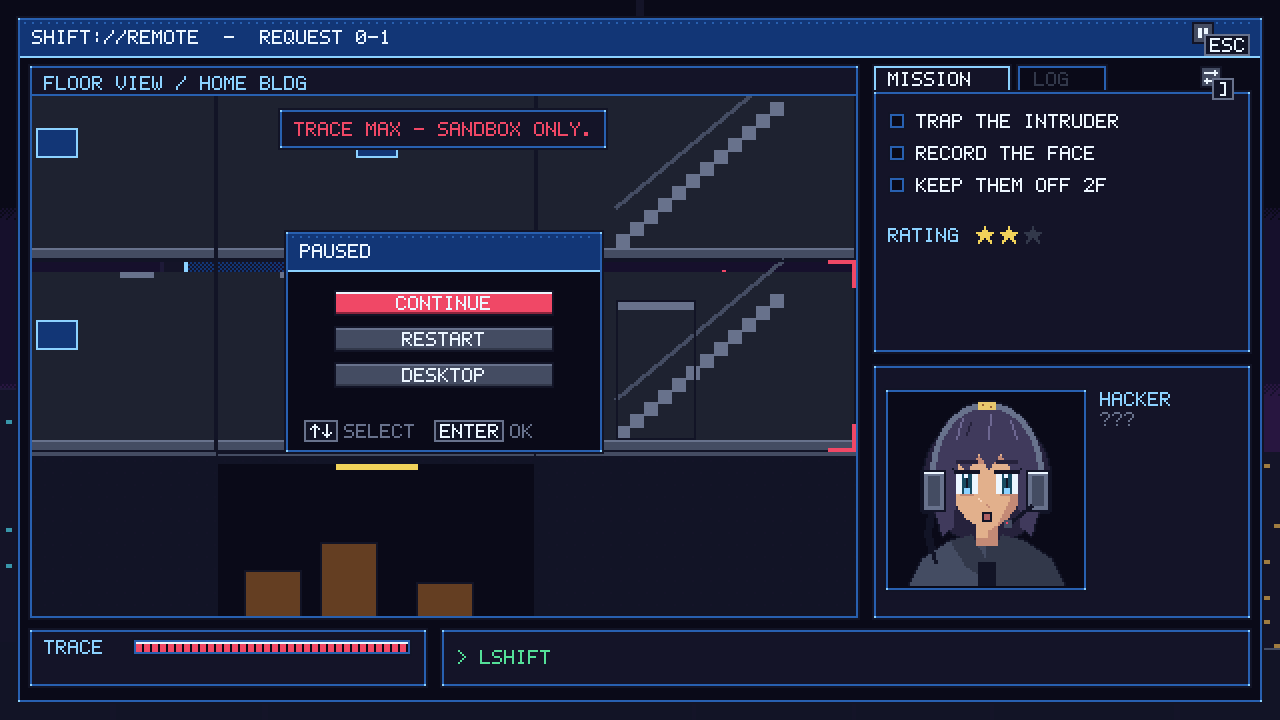 SHIFT://REMOTE - REQUEST 0-1
ESC
FLOOR VIEW / HOME BLDG
MISSION
LOG
]
TRACE MAX - SANDBOX ONLY.
TRAP THE INTRUDER
RECORD THE FACE
KEEP THEM OFF 2F
RATING
PAUSED
CONTINUE
RESTART
DESKTOP
↑↓ SELECT ENTER OK
HACKER
???
TRACE
> LSHIFT